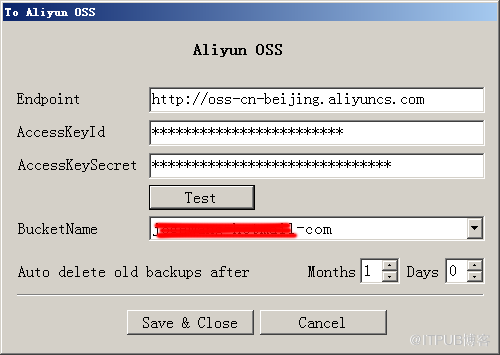 To Aliyun OSS
Aliyun OSS
Endpoint http://oss-cn-beijing.aliyuncs.com
AccessKeyId ************************
AccessKeySecret ******************************
Test
BucketName -com
Auto delete old backups after Months 1 Days 0
Save & Close Cancel
@ITPUB博客